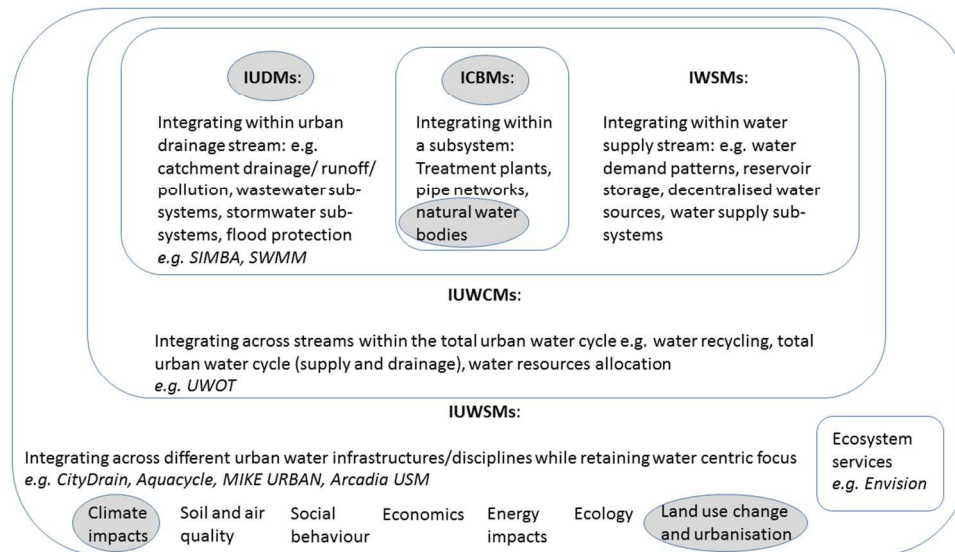 IUDMs:
Integrating within urban
drainage stream: e.g.
catchment drainage/ runoff/
pollution, wastewater sub-
systems, stormwater sub-
systems, flood protection
e.g. SIMBA, SWMM
ICBMs:
Integrating within
a subsystem:
Treatment plants,
pipe networks,
natural water
bodies
IWSMs:
Integrating within water
supply stream: e.g. water
demand patterns, reservoir
storage, decentralised water
sources, water supply sub-
systems
IUWCMs:
Integrating across streams within the total urban water cycle e.g. water recycling, total
urban water cycle (supply and drainage), water resources allocation
e.g. UWOT
IUWSMs:
Integrating across different urban water infrastructures/disciplines while retaining water centric focus
e.g. CityDrain, Aquacycle, MIKE URBAN, Arcadia USM
Ecosystem
services
e.g. Envision
Climate
impacts
Soil and air
quality
Social
behaviour
Economics
Energy
impacts
Ecology
Land use change
and urbanisation